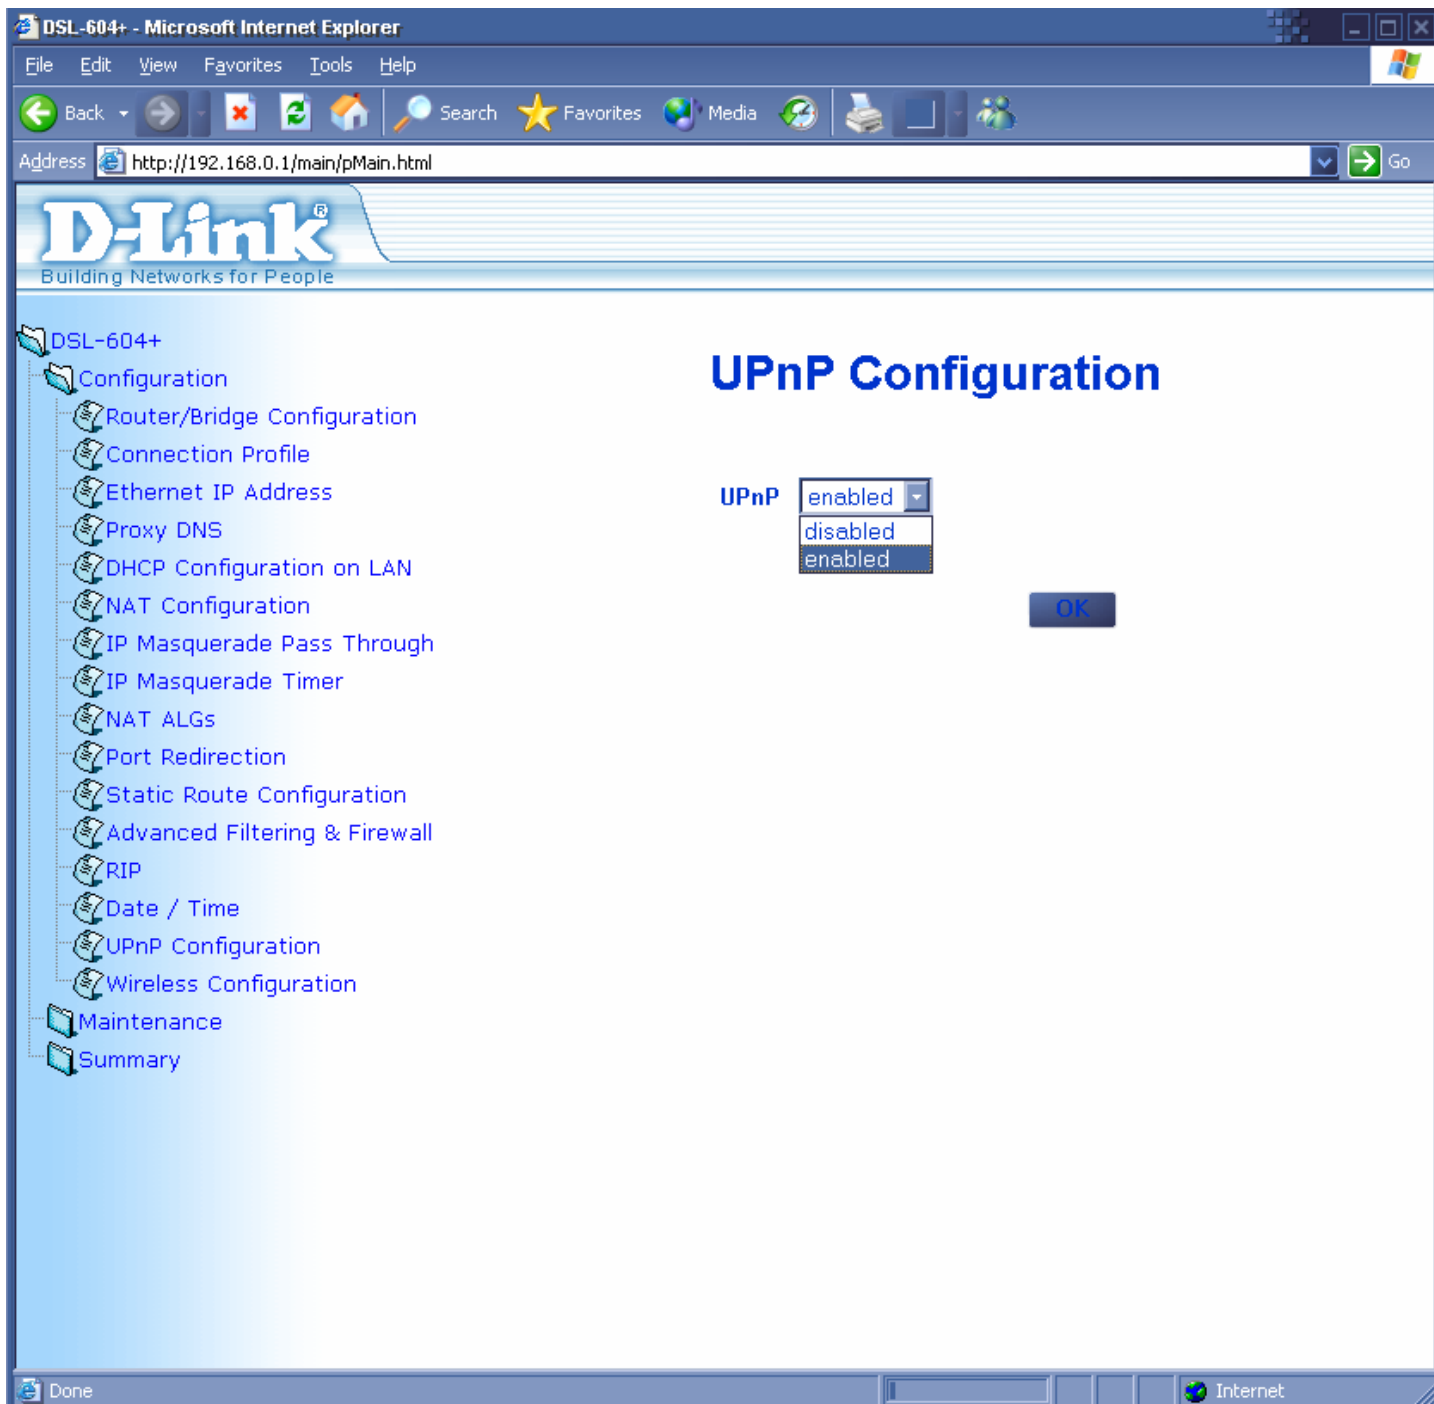 DSL-604+ - Microsoft Internet Explorer
File Edit View Favorites Tools Help
Back Search Favorites Media
Address http://192.168.0.1/main/pMain.html Go
D-Link®
Building Networks for People
DSL-604+
Configuration
Router/Bridge Configuration
Connection Profile
Ethernet IP Address
Proxy DNS
DHCP Configuration on LAN
NAT Configuration
IP Masquerade Pass Through
IP Masquerade Timer
NAT ALGs
Port Redirection
Static Route Configuration
Advanced Filtering & Firewall
RIP
Date / Time
UPnP Configuration
Wireless Configuration
Maintenance
Summary
UPnP Configuration
UPnP enabled
disabled
enabled
OK
Done Internet